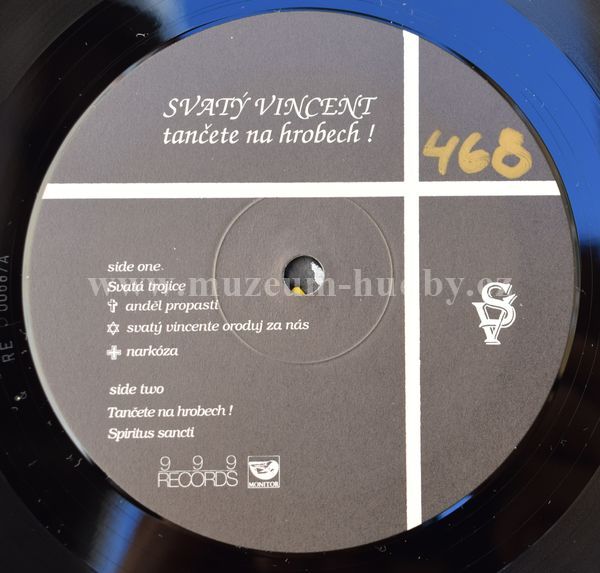 SVATÝ VINCENT
tančete na hrobech !
468
side one
Svatá trojice
anděl propasti
svatý vincente oroduj za nás
narkóza
side two
Tančete na hrobech !
Spiritus sancti
999
RECORDS
MONITOR
SV
www.muzeum-hudby.cz